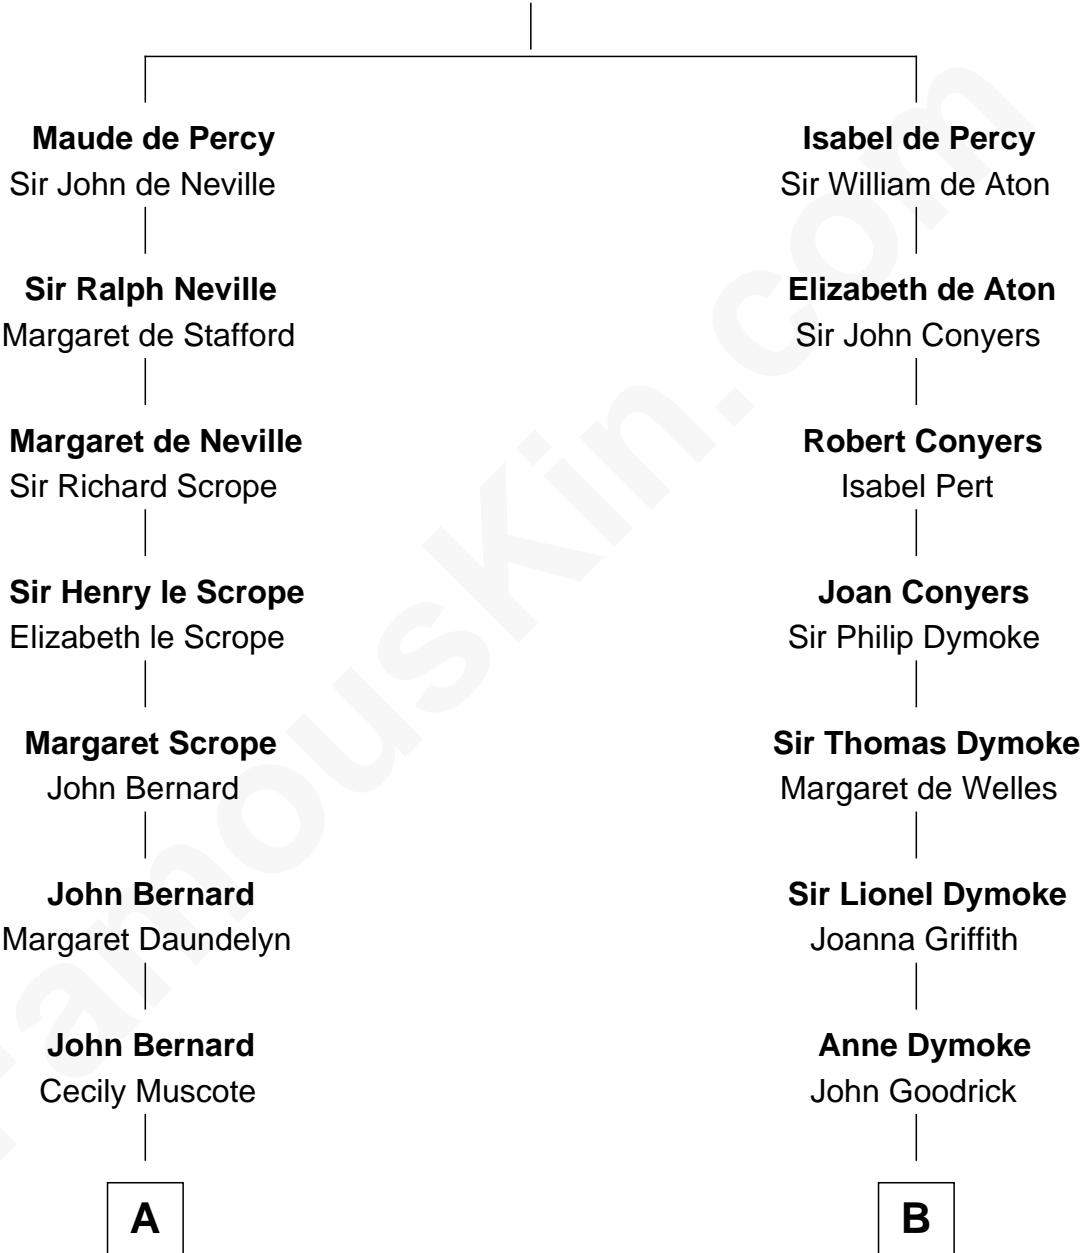 Maude de Percy
Sir John de Neville
Isabel de Percy
Sir William de Aton
Sir Ralph Neville
Margaret de Stafford
Elizabeth de Aton
Sir John Conyers
Margaret de Neville
Sir Richard Scrope
Robert Conyers
Isabel Pert
Sir Henry le Scrope
Elizabeth le Scrope
Joan Conyers
Sir Philip Dymoke
Margaret Scrope
John Bernard
Sir Thomas Dymoke
Margaret de Welles
John Bernard
Margaret Daundelyn
Sir Lionel Dymoke
Joanna Griffith
John Bernard
Cecily Muscote
Anne Dymoke
John Goodrick
A
B
FamousKin.com